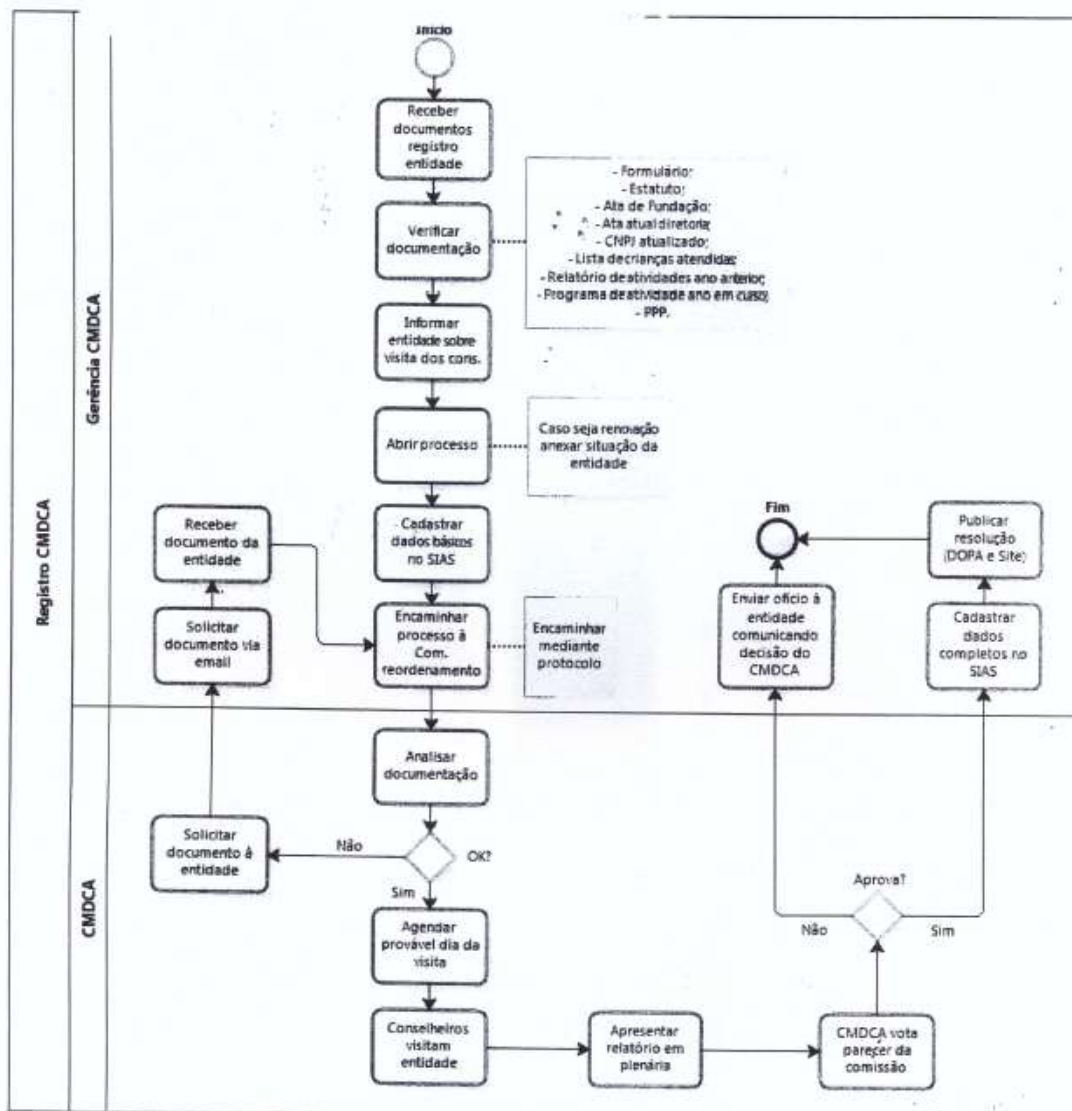 Registro CMDCA
Gerência CMDCA
Início
Receber
documentos
registro
entidade
Verificar
documentação
- Formulário;
- Estatuto;
- Ata de Fundação;
- Ata atual diretoria;
- CNPJ atualizado;
- Lista de crianças atendidas;
- Relatório de atividades ano anterior;
- Programa de atividade ano em curso;
- PPP.
Informar
entidade sobre
visita dos cons.
Abrir processo
Caso seja renovação
anexar situação da
entidade
Cadastrar
dados básicos
no SIAS
Receber
documento da
entidade
Solicitar
documento via
email
Encaminhar
processo à
Com.
reordenamento
Encaminhar
mediante
protocolo
Fim
Publicar
resolução
(DOPA e Site)
Enviar ofício à
entidade
comunicando
decisão do
CMDCA
Cadastrar
dados
completos no
SIAS
CMDCA
Analisar
documentação
Solicitar
documento à
entidade
Não
OK?
Sim
Agendar
provável dia da
visita
Conselheiros
visitam
entidade
Apresentar
relatório em
plenária
CMDCA vota
parecer da
comissão
Aprova?
Não
Sim